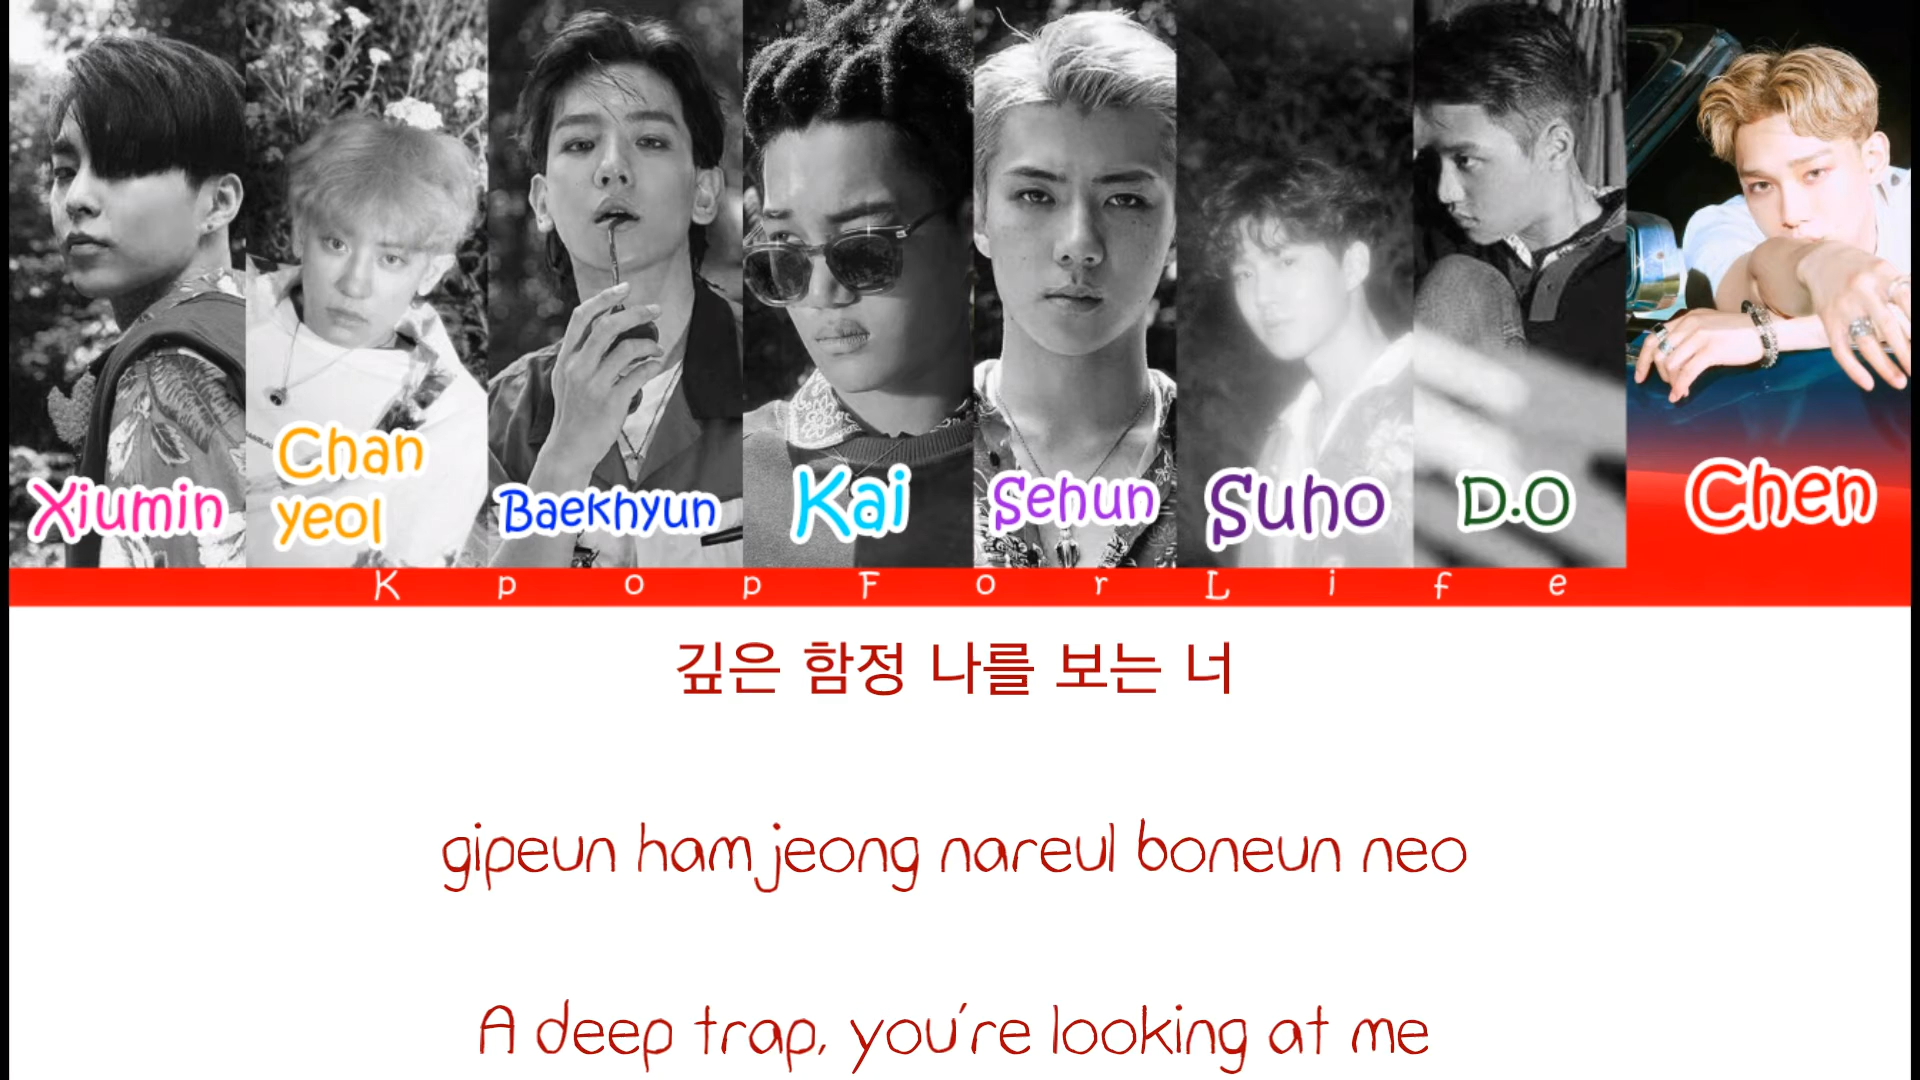 Xiumin
Chan
yeol
Baekhyun
Kai
Sehun
Suho
D.O
Chen
K p o p F o r L i f e
깊은 함정 나를 보는 너
gipeun hamjeong nareul boneun neo
A deep trap, you're looking at me